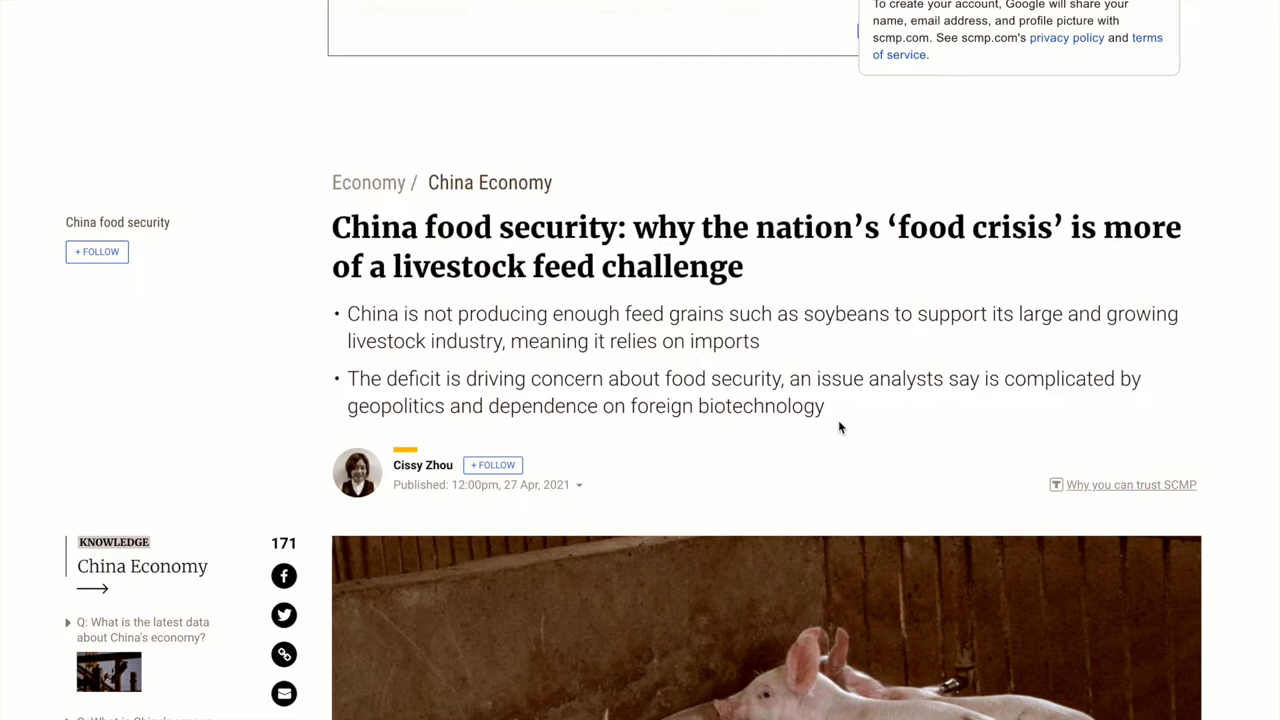 To create your account, Google will share your
name, email address, and profile picture with
scmp.com. See scmp.com's privacy policy and terms
of service.
Economy / China Economy
China food security
+ FOLLOW
China food security: why the nation’s ‘food crisis’ is more
of a livestock feed challenge
• China is not producing enough feed grains such as soybeans to support its large and growing
livestock industry, meaning it relies on imports
• The deficit is driving concern about food security, an issue analysts say is complicated by
geopolitics and dependence on foreign biotechnology
Cissy Zhou + FOLLOW
Published: 12:00pm, 27 Apr, 2021
Why you can trust SCMP
KNOWLEDGE
China Economy
171
Q: What is the latest data
about China's economy?